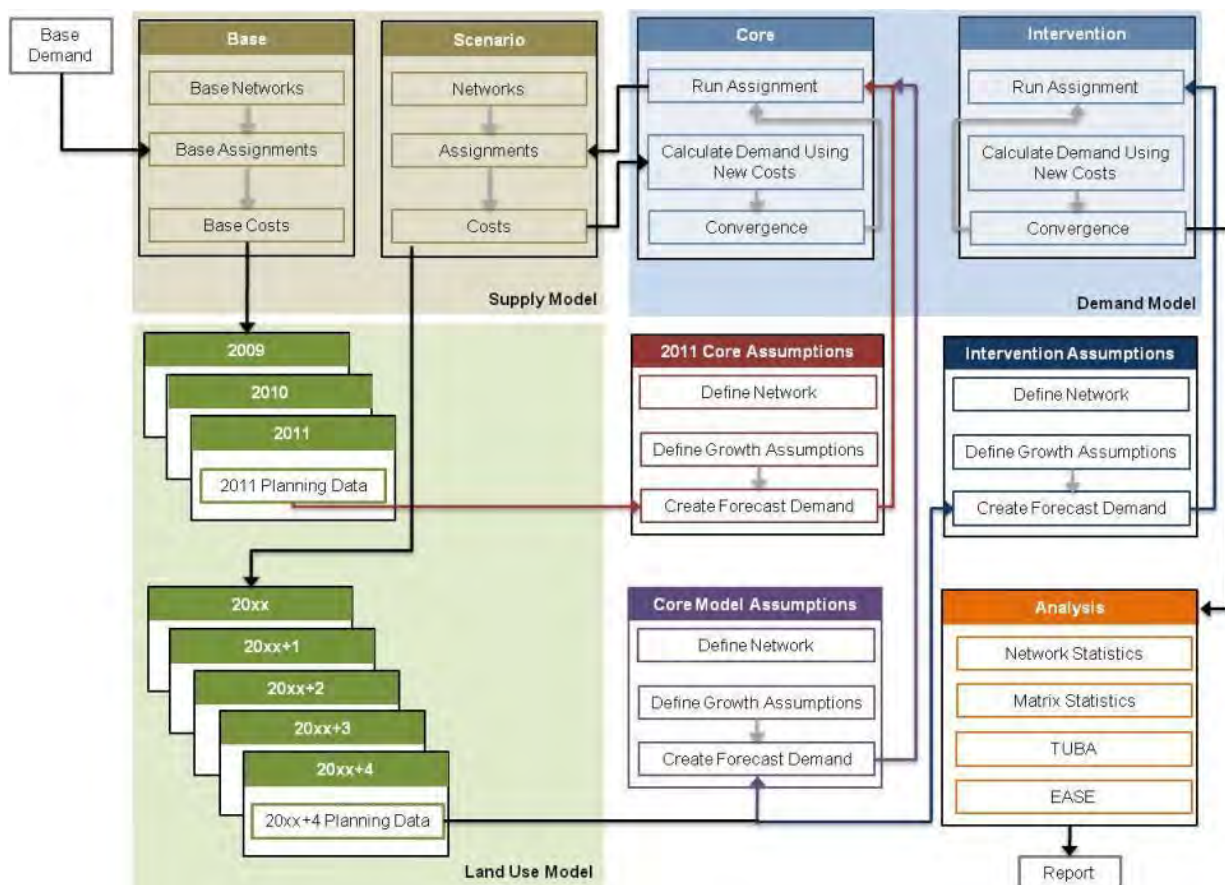 Base
Demand
Base
Base Networks
Base Assignments
Base Costs
Scenario
Networks
Assignments
Costs
Supply Model
Core
Run Assignment
Calculate Demand Using
New Costs
Convergence
Intervention
Run Assignment
Calculate Demand Using
New Costs
Convergence
Demand Model
2009
2010
2011
2011 Planning Data
20xx
20xx+1
20xx+2
20xx+3
20xx+4
20xx+4 Planning Data
Land Use Model
2011 Core Assumptions
Define Network
Define Growth Assumptions
Create Forecast Demand
Intervention Assumptions
Define Network
Define Growth Assumptions
Create Forecast Demand
Core Model Assumptions
Define Network
Define Growth Assumptions
Create Forecast Demand
Analysis
Network Statistics
Matrix Statistics
TUBA
EASE
Report